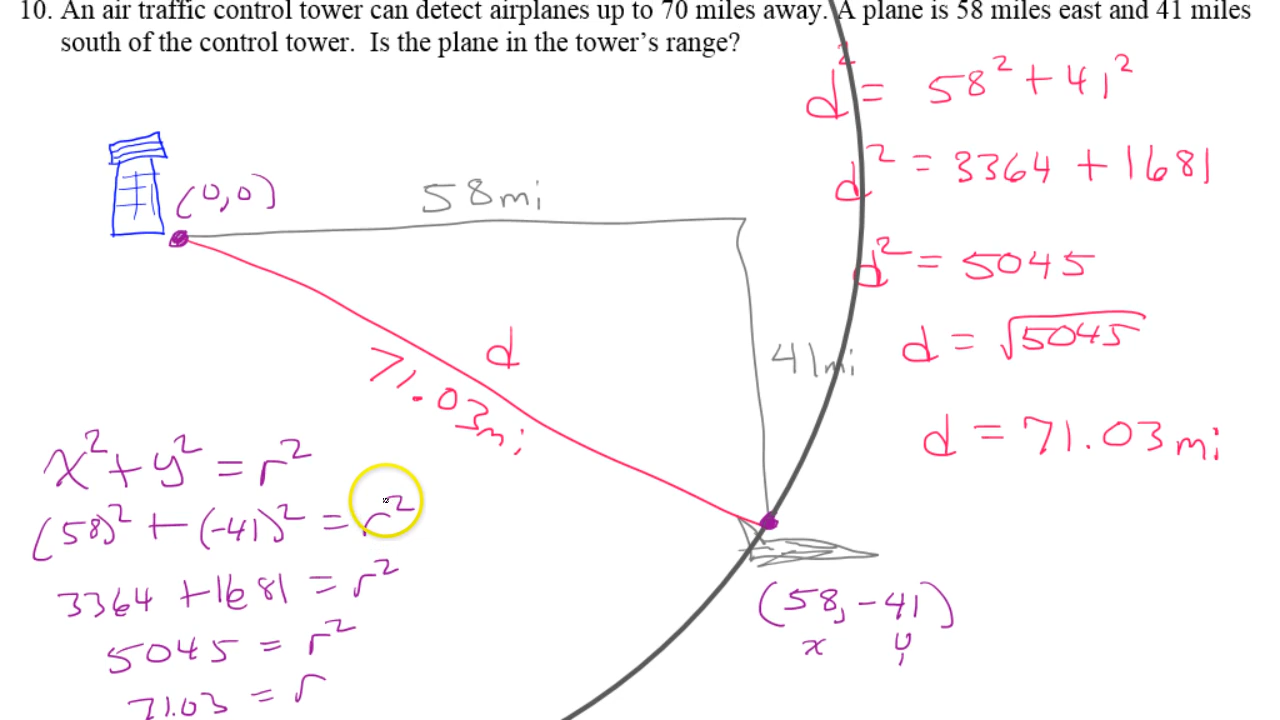 10. An air traffic control tower can detect airplanes up to 70 miles away. A plane is 58 miles east and 41 miles
south of the control tower. Is the plane in the tower's range?
d² = 58² + 41²
d² = 3364 + 1681
(0,0)
58mi
d² = 5045
d = √5045
d
41mi
71.03mi
d = 71.03mi
x² + y² = r²
(58)² + (-41)² = r²
3364 + 1681 = r²
(58, -41)
x y
5045 = r²
71.03 = r